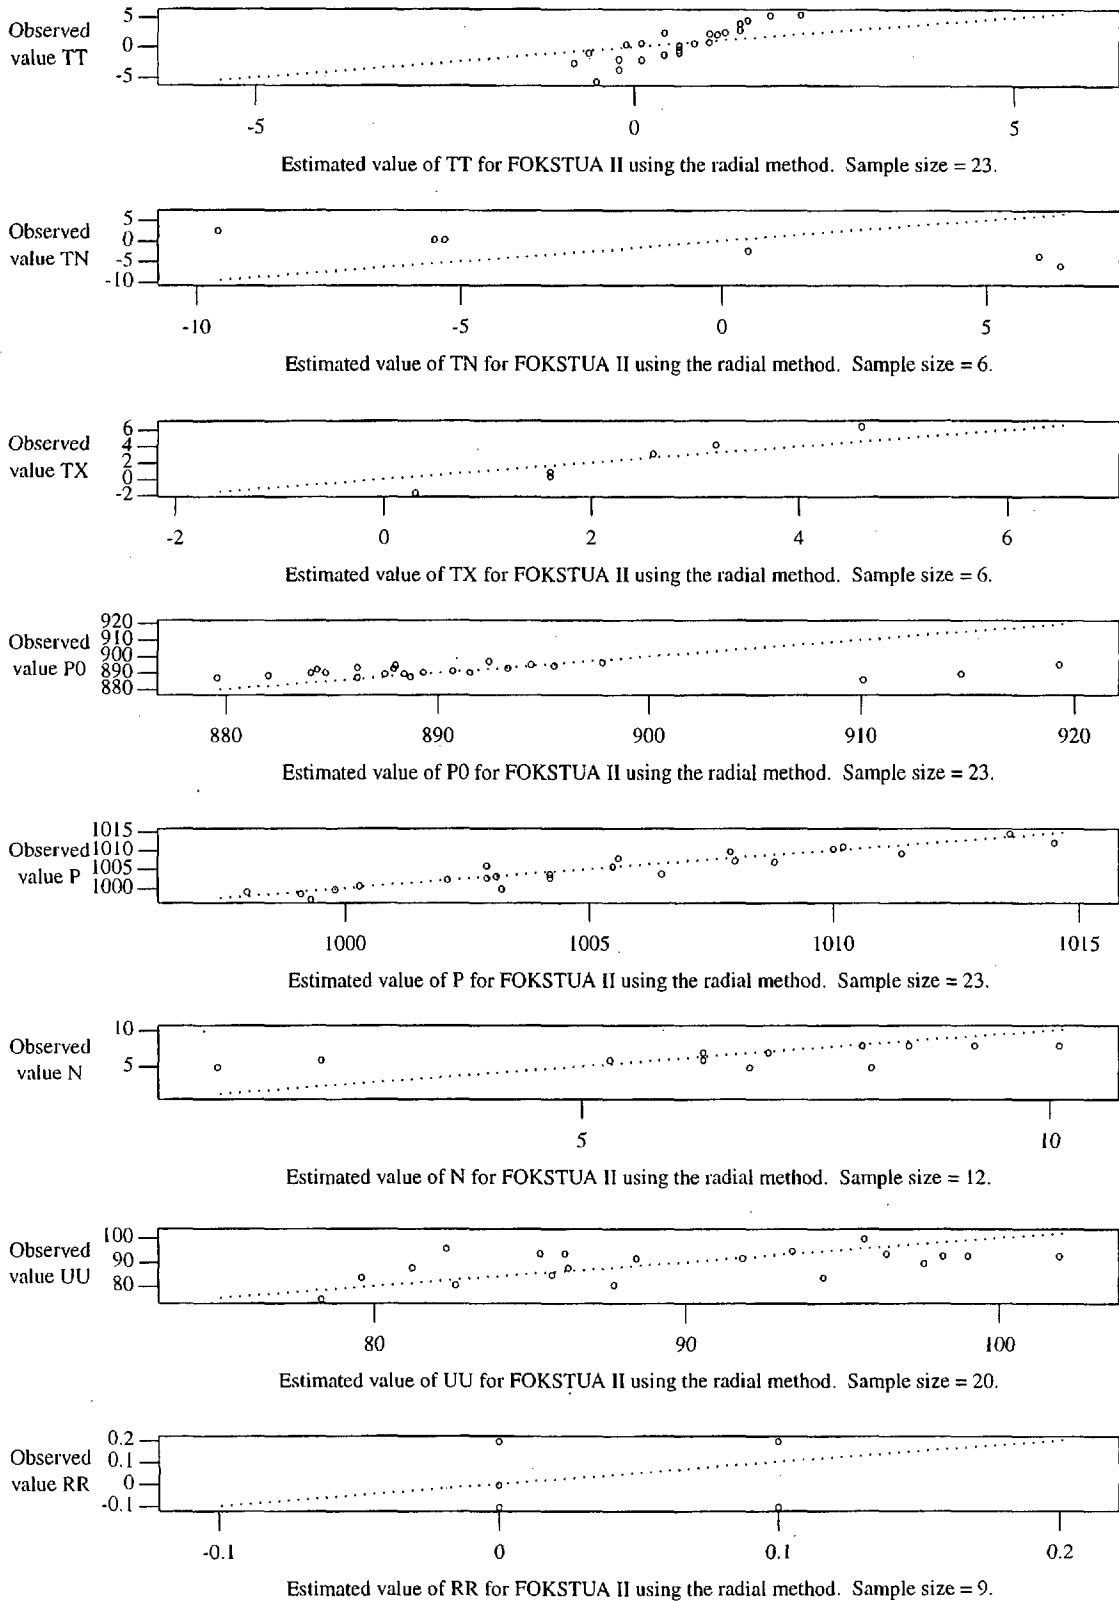 Observed
value TT
5
0
-5
-5 0 5
Estimated value of TT for FOKSTUA II using the radial method. Sample size = 23.
Observed
value TN
5
0
-5
-10
-10 -5 0 5
Estimated value of TN for FOKSTUA II using the radial method. Sample size = 6.
Observed
value TX
6
4
2
0
-2
-2 0 2 4 6
Estimated value of TX for FOKSTUA II using the radial method. Sample size = 6.
Observed
value P0
920
910
900
890
880
880 890 900 910 920
Estimated value of P0 for FOKSTUA II using the radial method. Sample size = 23.
Observed
value P
1015
1010
1005
1000
1000 1005 1010 1015
Estimated value of P for FOKSTUA II using the radial method. Sample size = 23.
Observed
value N
10
5
5 10
Estimated value of N for FOKSTUA II using the radial method. Sample size = 12.
Observed
value UU
100
90
80
80 90 100
Estimated value of UU for FOKSTUA II using the radial method. Sample size = 20.
Observed
value RR
0.2
0.1
0
-0.1
-0.1 0 0.1 0.2
Estimated value of RR for FOKSTUA II using the radial method. Sample size = 9.